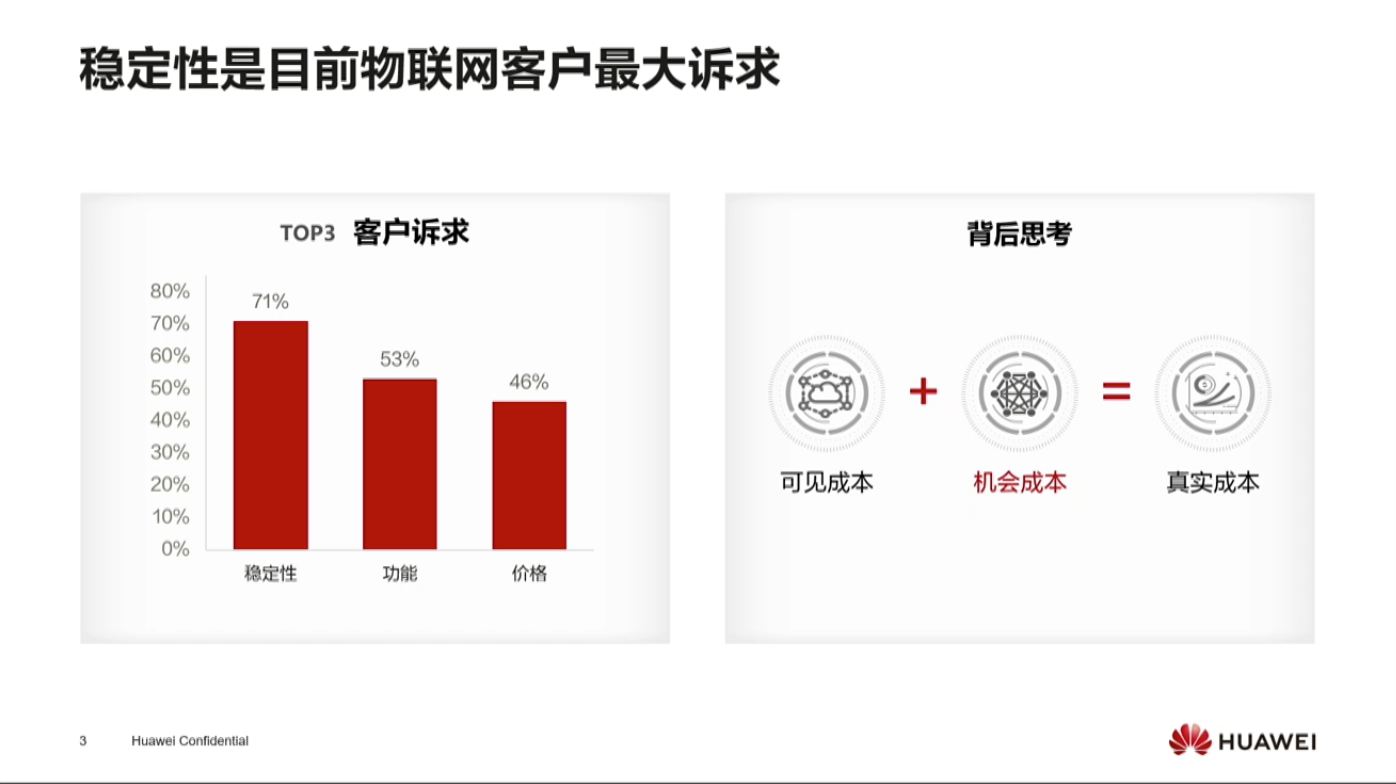 稳定性是目前物联网客户最大诉求
TOP3 客户诉求
80%
70%
60%
50%
40%
30%
20%
10%
0%
71%
53%
46%
稳定性
功能
价格
背后思考
+
=
可见成本
机会成本
真实成本
3
Huawei Confidential
HUAWEI